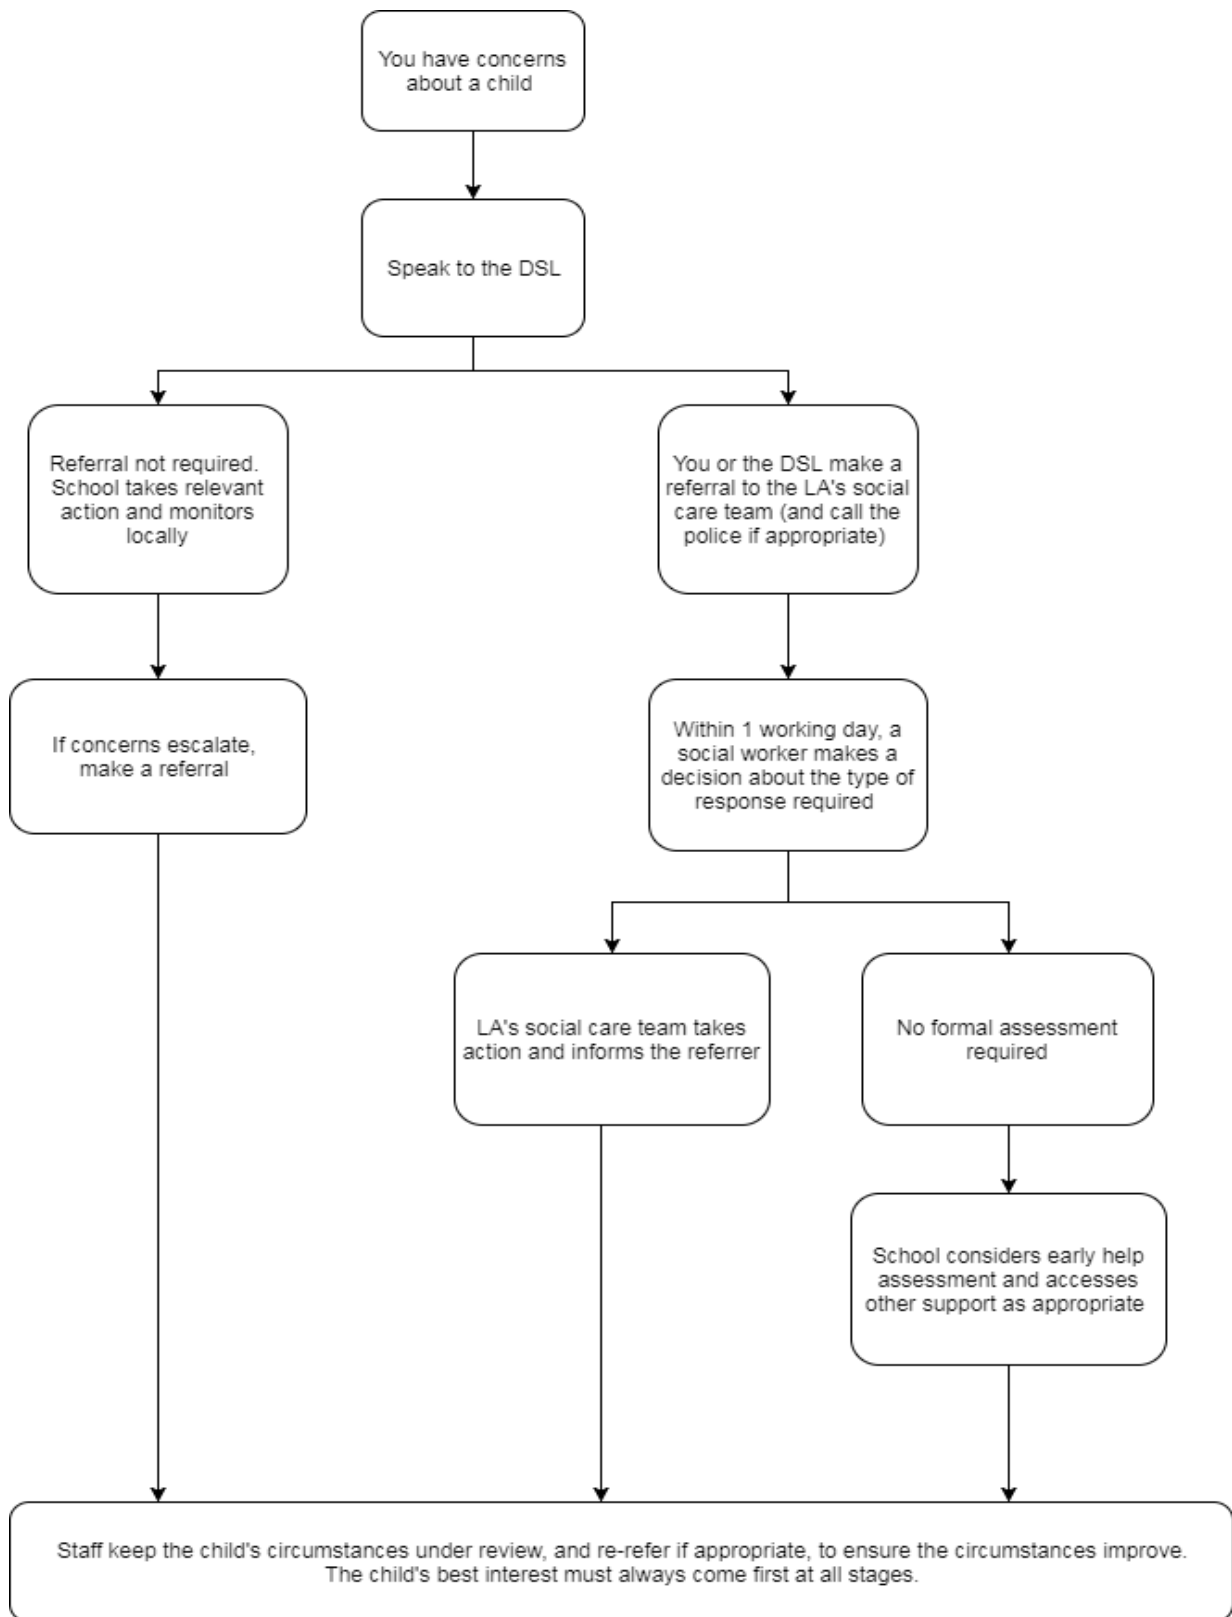 You have concerns
about a child
Speak to the DSL
Referral not required.
School takes relevant
action and monitors
locally
You or the DSL make a
referral to the LA's social
care team (and call the
police if appropriate)
If concerns escalate,
make a referral
Within 1 working day, a
social worker makes a
decision about the type of
response required
LA's social care team takes
action and informs the referrer
No formal assessment
required
School considers early help
assessment and accesses
other support as appropriate
Staff keep the child's circumstances under review, and re-refer if appropriate, to ensure the circumstances improve.
The child's best interest must always come first at all stages.